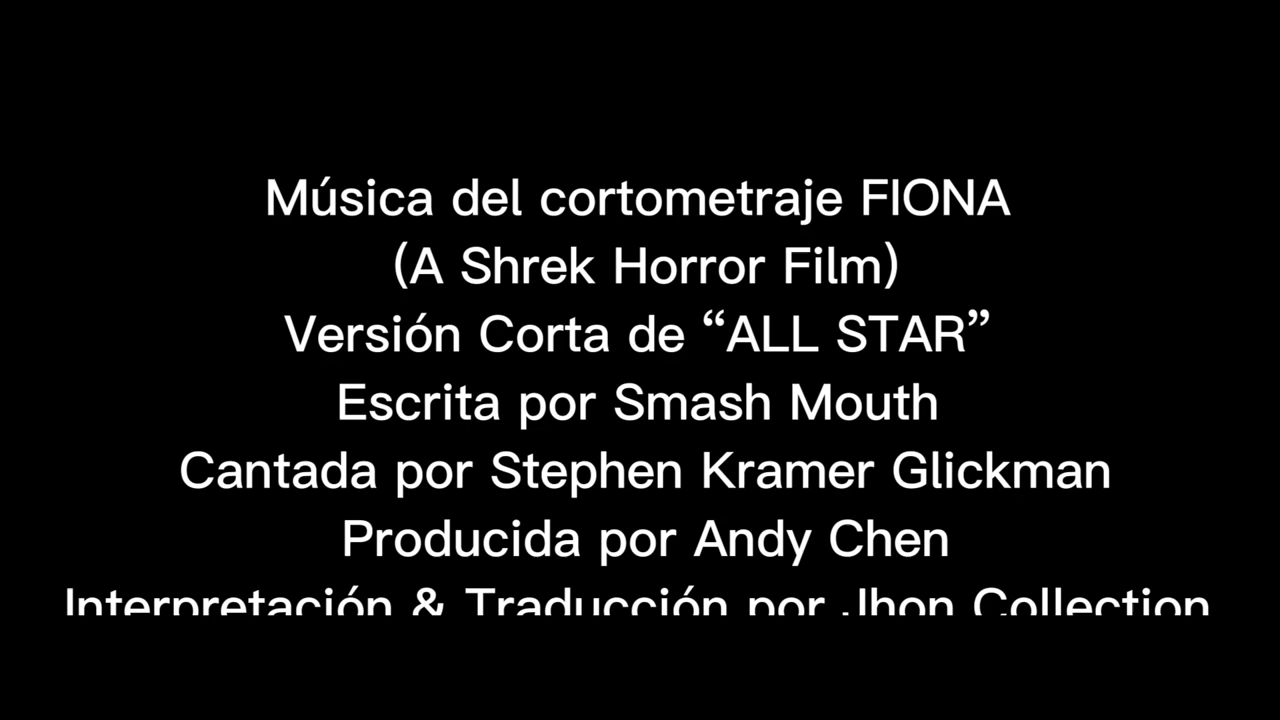 Música del cortometraje FIONA
(A Shrek Horror Film)
Versión Corta de “ALL STAR”
Escrita por Smash Mouth
Cantada por Stephen Kramer Glickman
Producida por Andy Chen
Interpretación & Traducción por Jhon Collection